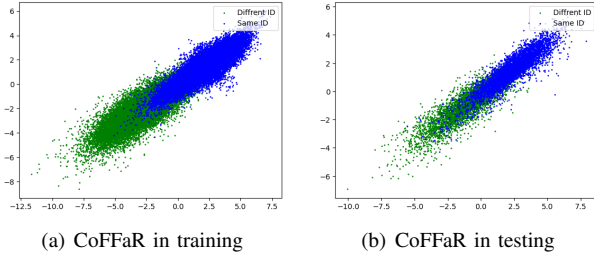 Diffrent ID
Same ID
6
4
2
0
−2
−4
−6
−8
−12.5 −10.0 −7.5 −5.0 −2.5 0.0 2.5 5.0 7.5
(a) CoFFaR in training
Diffrent ID
Same ID
6
4
2
0
−2
−4
−6
−10.0 −7.5 −5.0 −2.5 0.0 2.5 5.0 7.5
(b) CoFFaR in testing